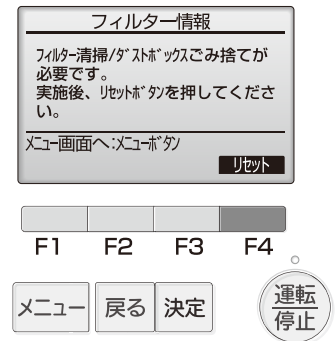 フィルター情報
ﾌｨﾙﾀｰ清掃/ﾀﾞｽﾄﾎﾞｯｸｽごみ捨てが
必要です。
実施後、ﾘｾｯﾄﾎﾞﾀﾝを押してくださ
い。
ﾒﾆｭｰ画面へ:ﾒﾆｭｰﾎﾞﾀﾝ
ﾘｾｯﾄ
F1 F2 F3 F4
メニュー 戻る 決定 運転
停止